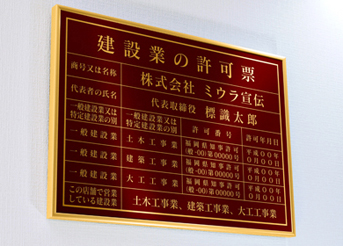 建設業の許可票
商号又は名称 株式会社 ミウラ宣伝
代表者の氏名 代表取締役 標識太郎
一般建設業又は特定建設業の別 一般建設業又は特定建設業の別 許可番号 許可年月日
一般建設業 土木工事業 福岡県知事許可(般-00)第00000号 平成00年0月00日
一般建設業 建築工事業 福岡県知事許可(般-00)第00000号 平成00年0月00日
一般建設業 大工工事業 福岡県知事許可(般-00)第00000号 平成00年0月00日
この店舗で営業している建設業 土木工事業、建築工事業、大工工事業